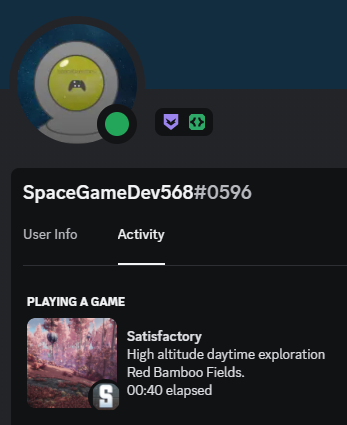 SpaceGameDev568#0596
User Info
Activity
PLAYING A GAME
Satisfactory
High altitude daytime exploration
Red Bamboo Fields.
00:40 elapsed
S